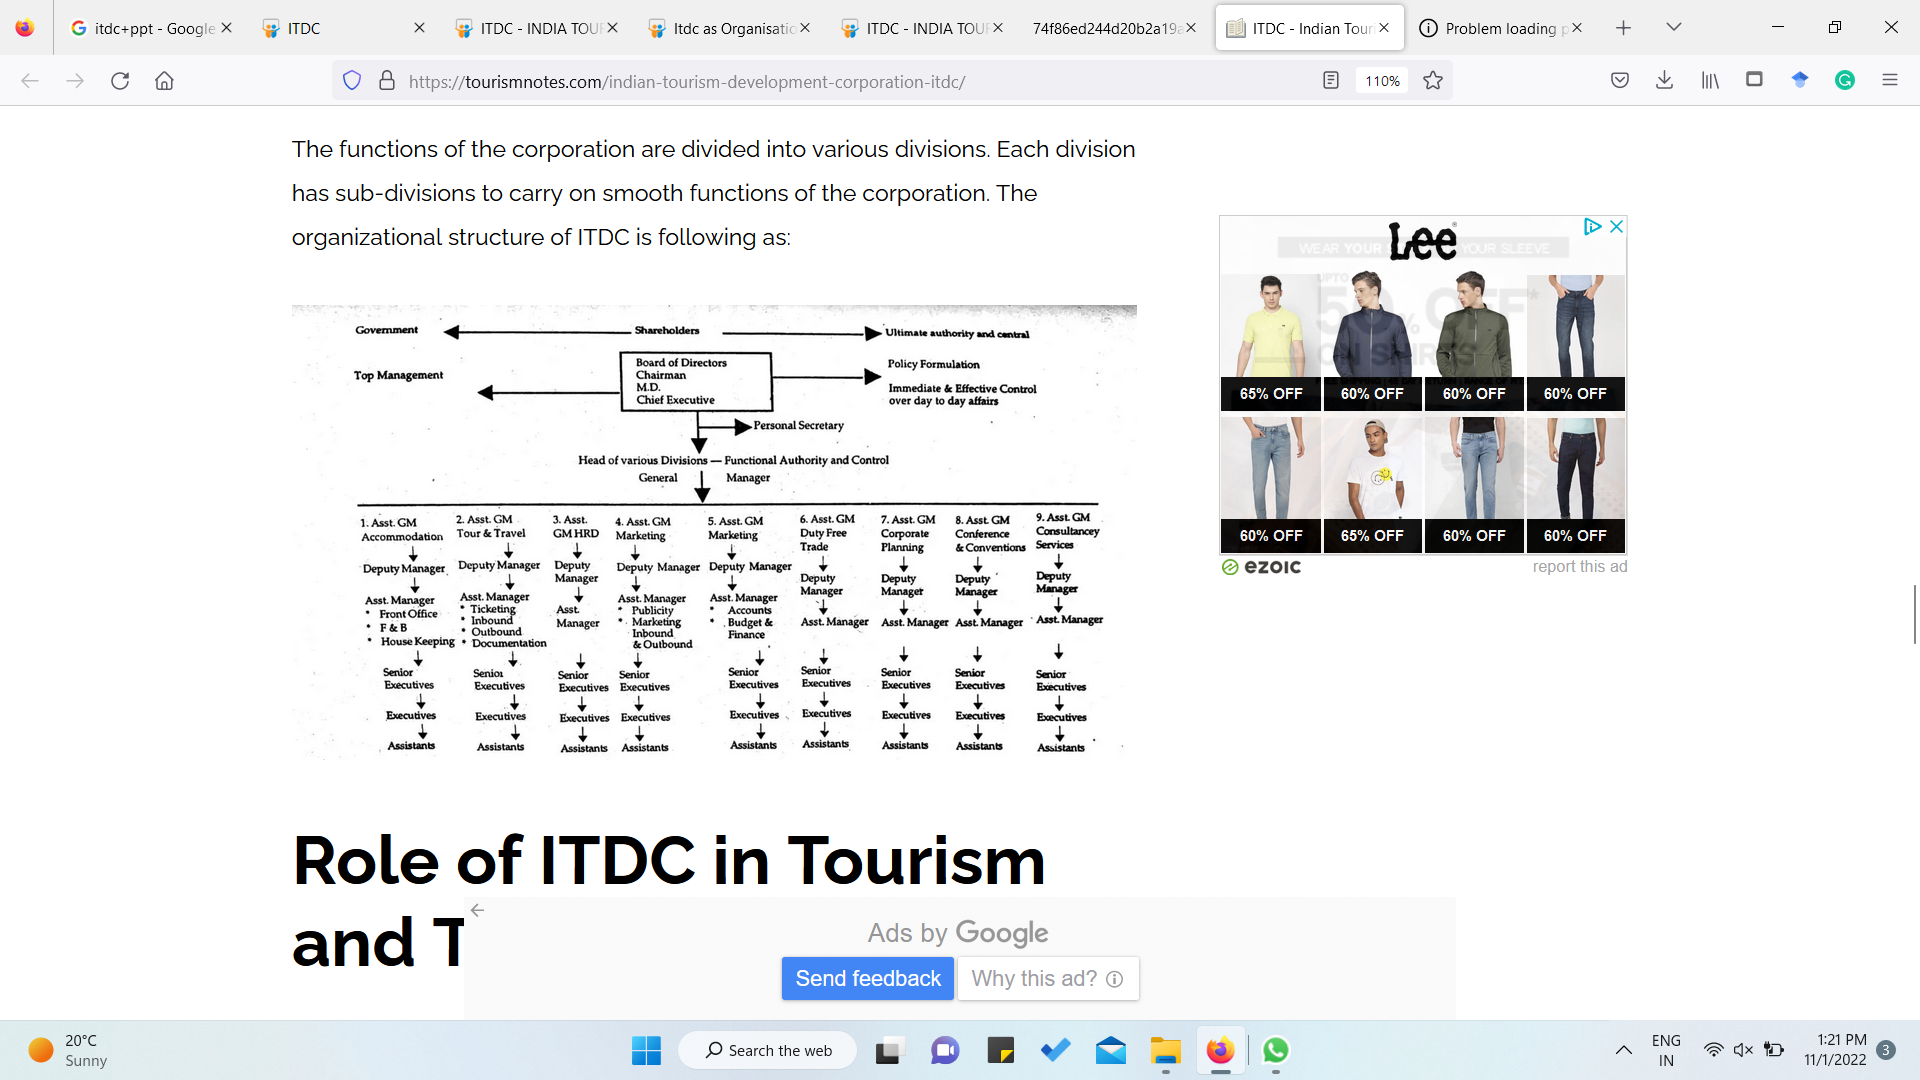 itdc+ppt - Google
ITDC
ITDC - INDIA TOU
Itdc as Organisatio
ITDC - INDIA TOU
74f86ed244d20b2a19a
ITDC - Indian Tour
Problem loading p
https://tourismnotes.com/indian-tourism-development-corporation-itdc/
110%
The functions of the corporation are divided into various divisions. Each division
has sub-divisions to carry on smooth functions of the corporation. The
organizational structure of ITDC is following as:
Government Shareholders Ultimate authority and central
Top Management
Board of Directors
Chairman
M.D.
Chief Executive
Policy Formulation
Immediate & Effective Control
over day to day affairs
Personal Secretary
Head of various Divisions — Functional Authority and Control
General Manager
1. Asst. GM
Accommodation
Deputy Manager
Asst. Manager
* Front Office
* F & B
* House Keeping
Senior
Executives
Executives
Assistants
2. Asst. GM
Tour & Travel
Deputy Manager
Asst. Manager
* Ticketing
* Inbound
* Outbound
* Documentation
Senior
Executives
Executives
Assistants
3. Asst.
GM HRD
Deputy
Manager
Asst.
Manager
Senior
Executives
Executives
Assistants
4. Asst. GM
Marketing
Deputy Manager
Asst. Manager
* Publicity
* Marketing
Inbound
& Outbound
Senior
Executives
Executives
Assistants
5. Asst. GM
Marketing
Deputy Manager
Asst. Manager
* Accounts
* Budget &
Finance
Senior
Executives
Executives
Assistants
6. Asst. GM
Duty Free
Trade
Deputy
Manager
Asst. Manager
Senior
Executives
Executives
Assistants
7. Asst. GM
Corporate
Planning
Deputy
Manager
Asst. Manager
Senior
Executives
Executives
Assistants
8. Asst. GM
Conference
& Conventions
Deputy
Manager
Asst. Manager
Senior
Executives
Executives
Assistants
9. Asst. GM
Consultancey
Services
Deputy
Manager
Asst. Manager
Senior
Executives
Executives
Assistants
Lee
WEAR YOUR YOUR SLEEVE
UPTO
50% OFF*
ON SHIRTS
65% OFF 60% OFF 60% OFF 60% OFF
60% OFF 65% OFF 60% OFF 60% OFF
ezoic report this ad
Role of ITDC in Tourism
and T
Ads by Google
Send feedback Why this ad?
20°C
Sunny
Search the web
ENG
IN
1:21 PM
11/1/2022
3